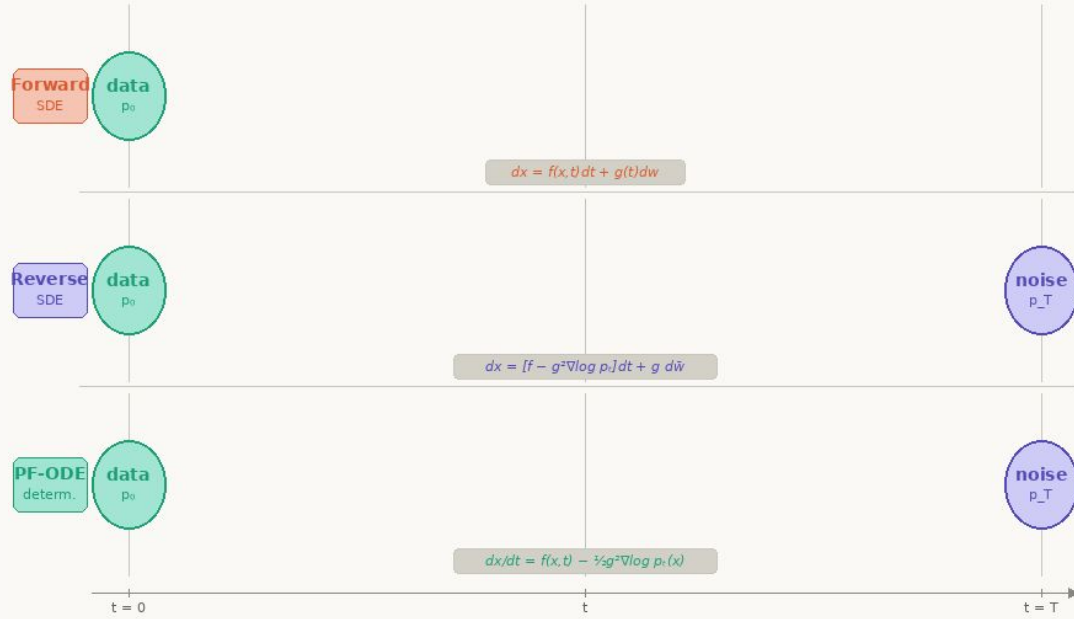 Forward
SDE
data
p₀
dx = f(x,t)dt + g(t)dw
Reverse
SDE
data
p₀
noise
p_T
dx = [f − g²∇log pₜ]dt + g dw̄
PF-ODE
determ.
data
p₀
noise
p_T
dx/dt = f(x,t) − ½g²∇log pₜ(x)
t = 0
t
t = T